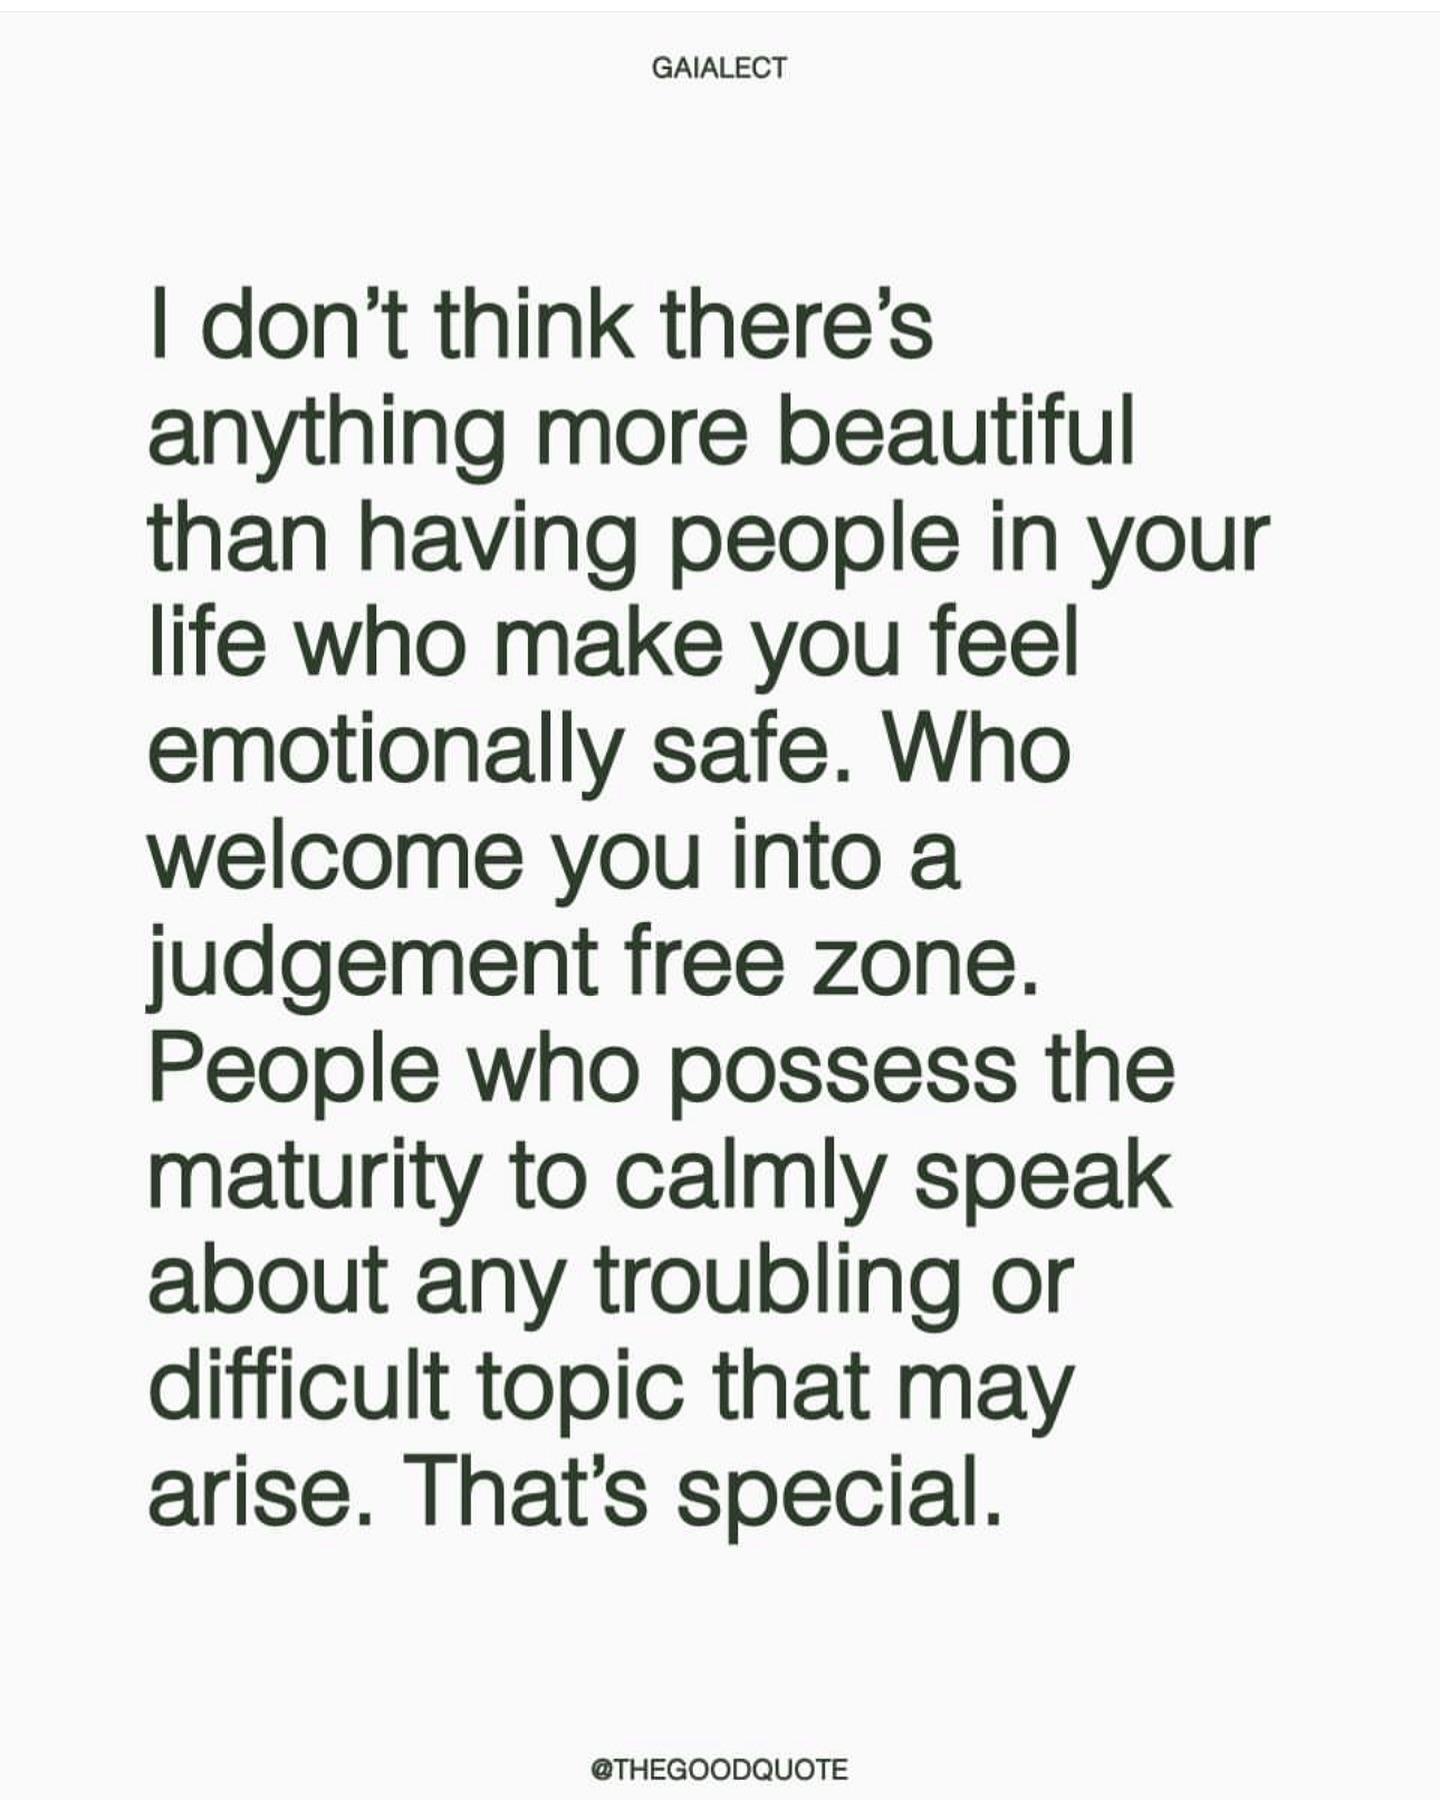 GAIALECT
I don’t think there’s
anything more beautiful
than having people in your
life who make you feel
emotionally safe. Who
welcome you into a
judgement free zone.
People who possess the
maturity to calmly speak
about any troubling or
difficult topic that may
arise. That’s special.
@THEGOODQUOTE